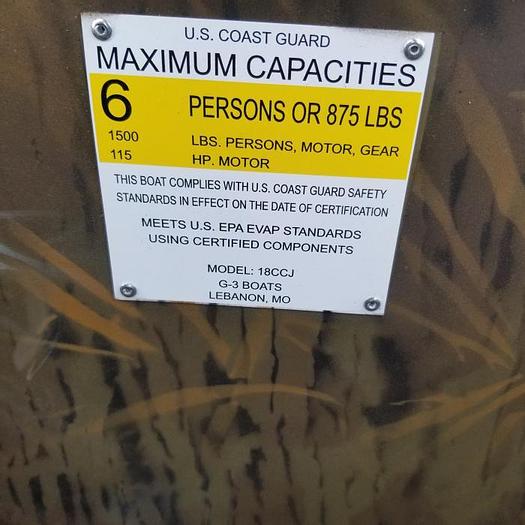 U.S. COAST GUARD
MAXIMUM CAPACITIES
6 PERSONS OR 875 LBS
1500 LBS. PERSONS, MOTOR, GEAR
115 HP. MOTOR
THIS BOAT COMPLIES WITH U.S. COAST GUARD SAFETY
STANDARDS IN EFFECT ON THE DATE OF CERTIFICATION
MEETS U.S. EPA EVAP STANDARDS
USING CERTIFIED COMPONENTS
MODEL: 18CCJ
G-3 BOATS
LEBANON, MO